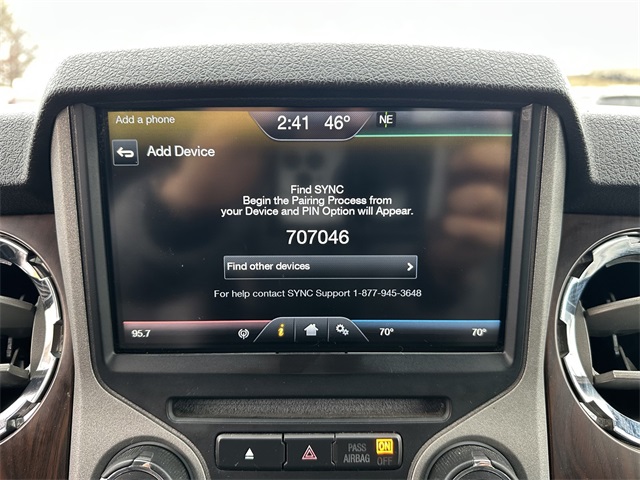 Add a phone
2:41 46° NE
Add Device
Find SYNC
Begin the Pairing Process from
your Device and PIN Option will Appear.
707046
Find other devices
For help contact SYNC Support 1-877-945-3648
95.7 70° 70°
PASS ON
AIRBAG OFF